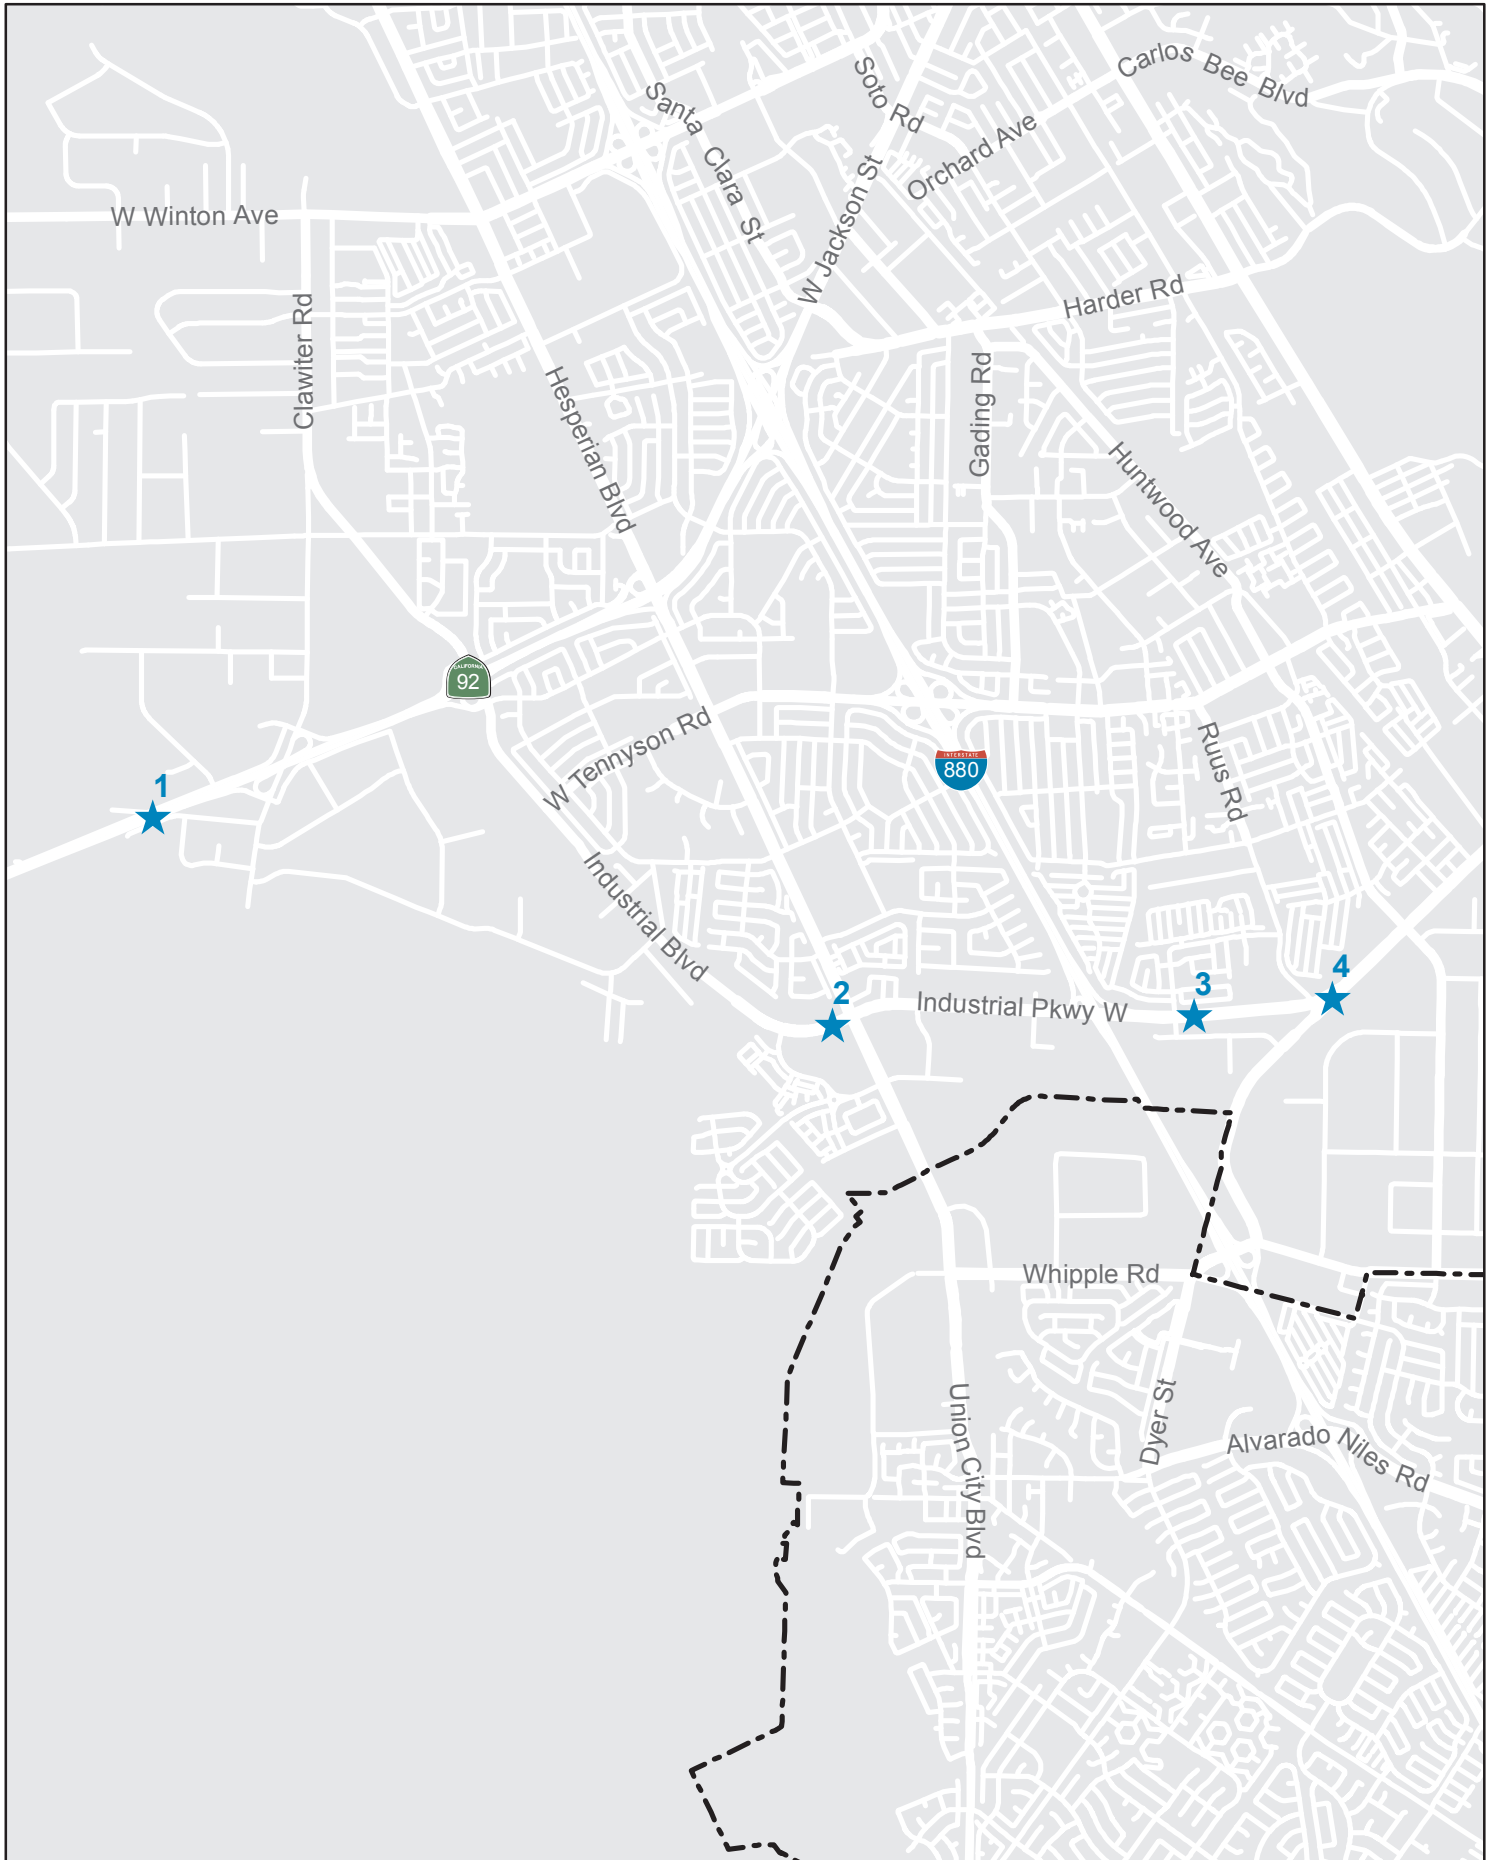 Carlos Bee Blvd
Soto Rd
Santa Clara St
Orchard Ave
W Jackson St
W Winton Ave
Harder Rd
Clawiter Rd
Gading Rd
Hesperian Blvd
Huntwood Ave
CALIFORNIA
92
W Tennyson Rd
Ruus Rd
INTERSTATE
880
1
Industrial Blvd
2
Industrial Pkwy W
3
4
Whipple Rd
Union City Blvd
Dyer St
Alvarado Niles Rd